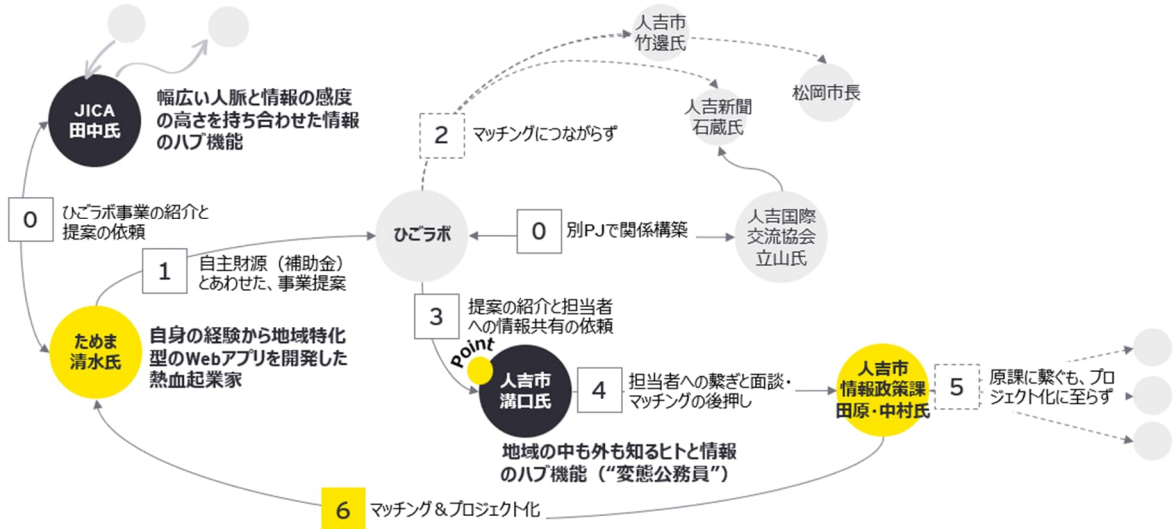 JICA
田中氏
幅広い人脈と情報の感度
の高さを持ち合わせた情報
のハブ機能
人吉市
竹邊氏
松岡市長
人吉新聞
石蔵氏
2
マッチングにつながらず
0
ひごラボ事業の紹介と
提案の依頼
ひごラボ
0
別PJで関係構築
人吉国際
交流協会
立山氏
1
自主財源（補助金）
とあわせた、事業提案
3
提案の紹介と担当者
への情報共有の依頼
ためま
清水氏
自身の経験から地域特化
型のWebアプリを開発した
熱血起業家
Point
人吉市
溝口氏
4
担当者への繋ぎと面談・
マッチングの後押し
人吉市
情報政策課
田原・中村氏
5
原課に繋ぐも、プロ
ジェクト化に至らず
地域の中も外も知るヒトと情報
のハブ機能（“変態公務員”）
6
マッチング＆プロジェクト化